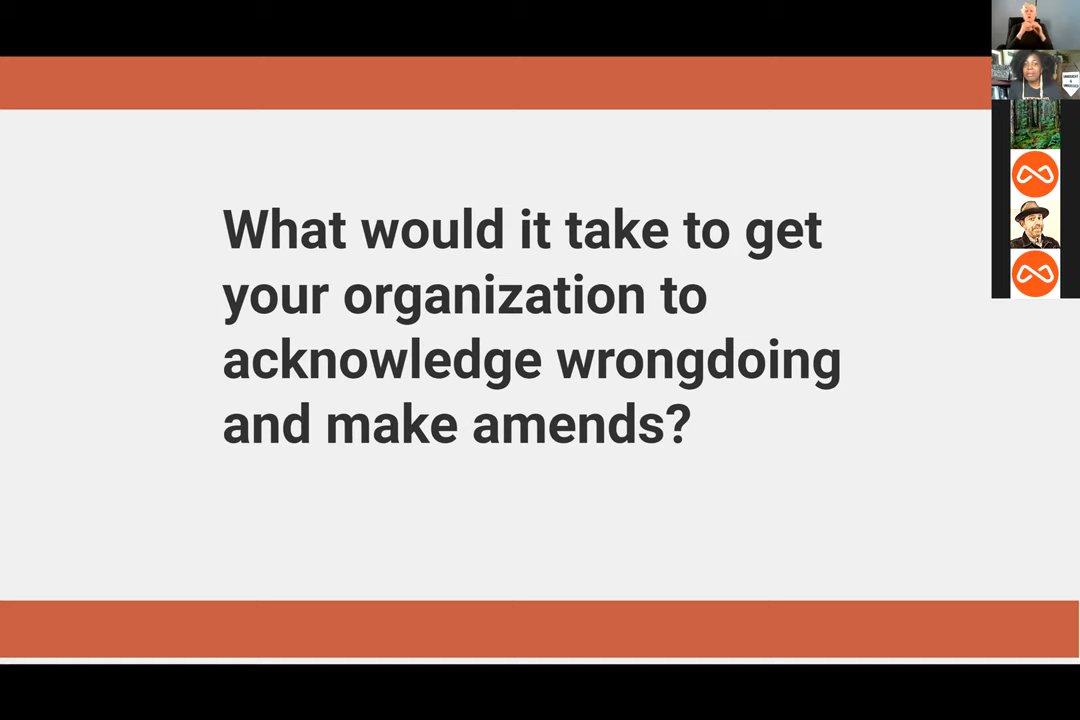 What would it take to get
your organization to
acknowledge wrongdoing
and make amends?